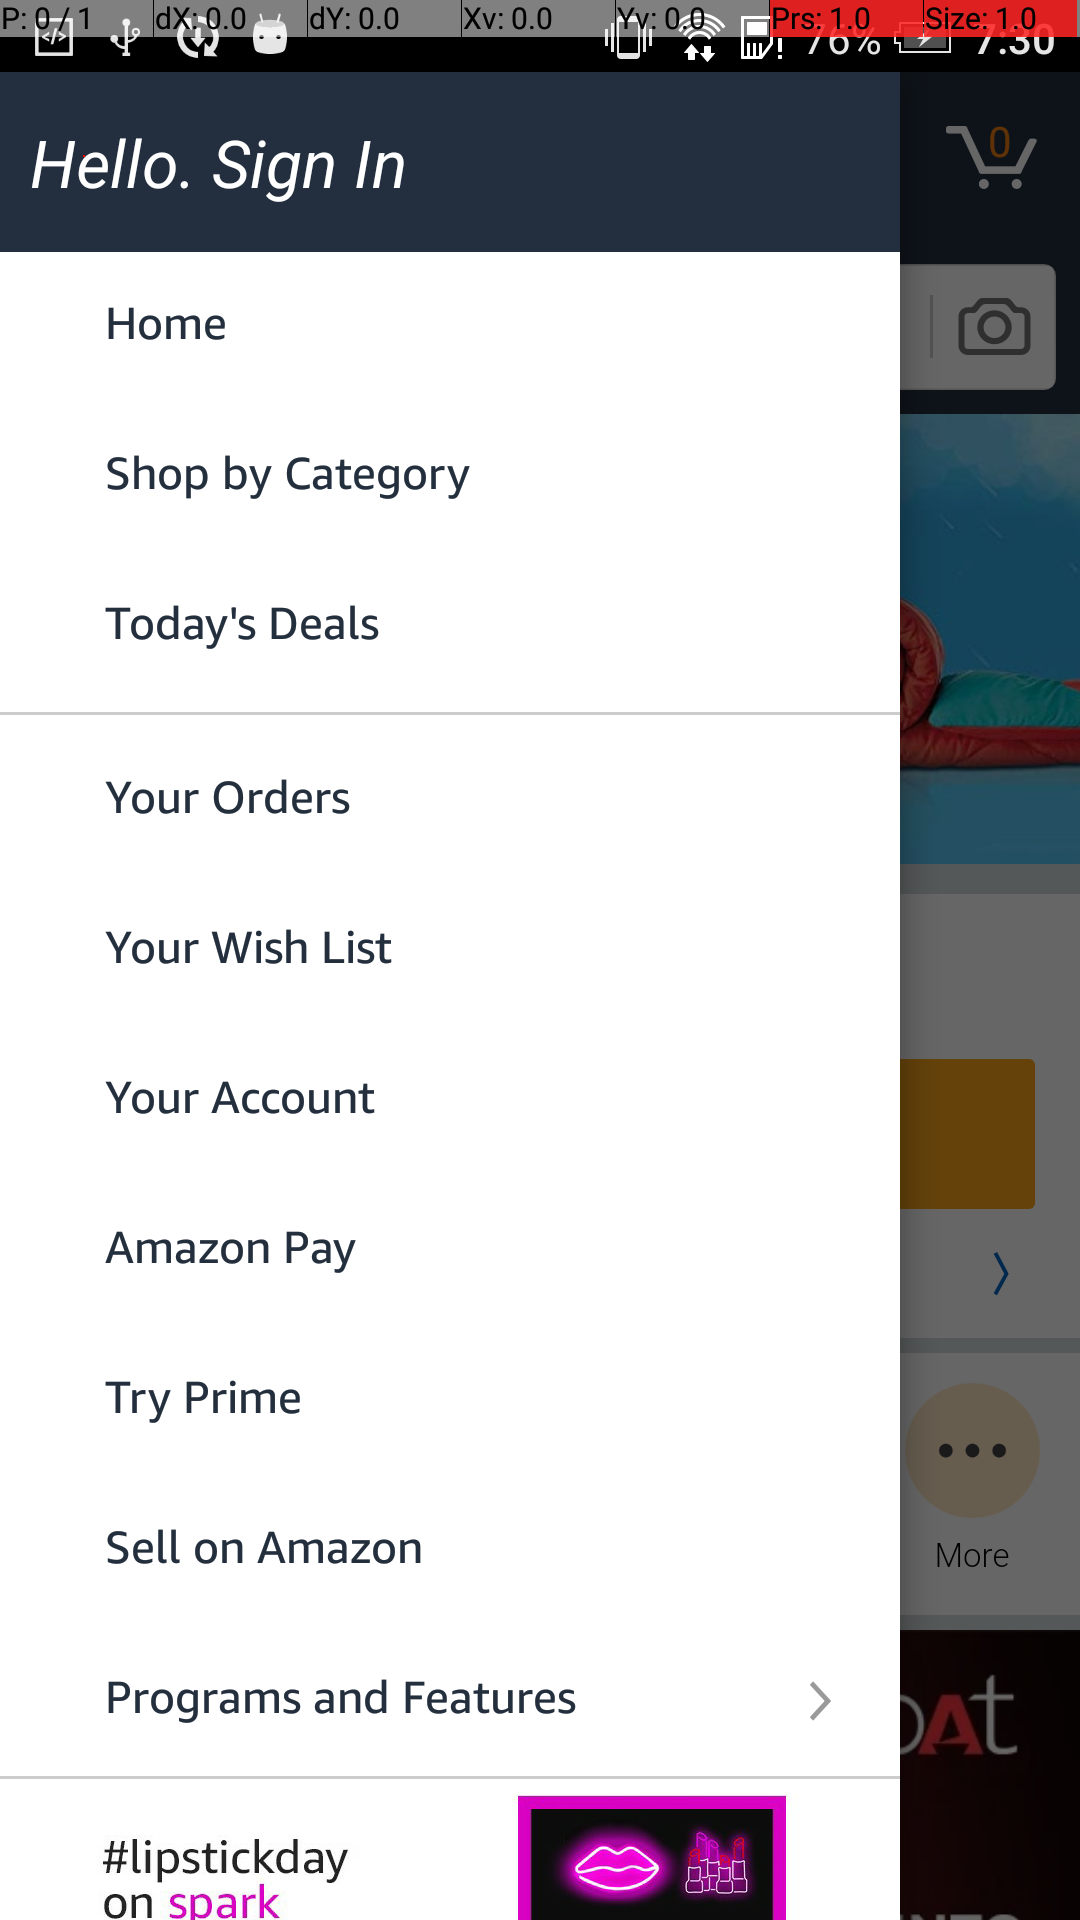 P: 0 / 1 dX: 0.0 dY: 0.0 Xv: 0.0 Yv: 0.0 Prs: 1.0 Size: 1.0
76% 7:30
Hello. Sign In
0
Home
Shop by Category
Today's Deals
Your Orders
Your Wish List
Your Account
Amazon Pay
Try Prime
Sell on Amazon
More
Programs and Features
#lipstickday
on spark